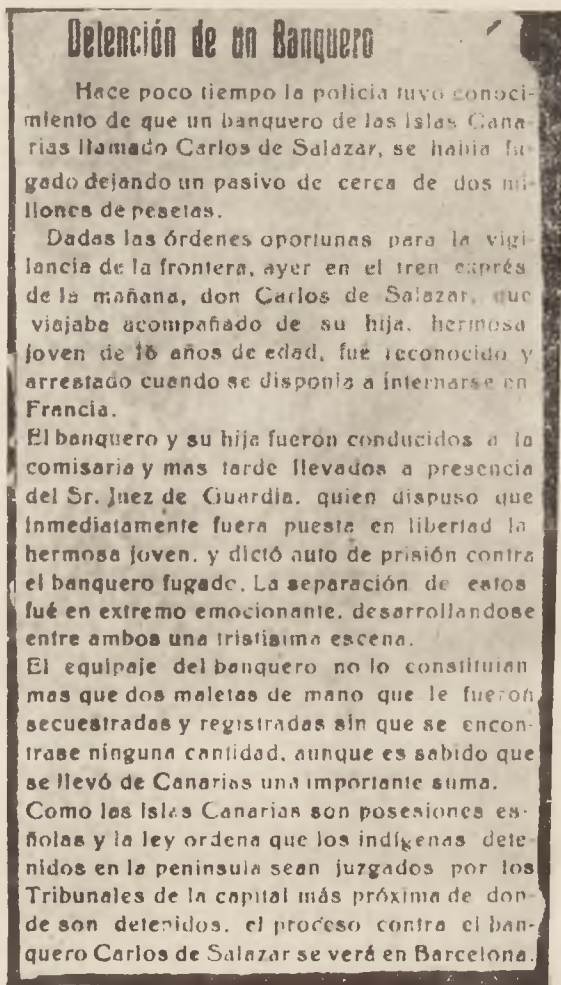 Detención de un Banquero
Hace poco tiempo la policia tuvo conoci-
miento de que un banquero de las Islas Cana
rias llamado Carlos de Salazar, se habia fu-
gado dejando un pasivo de cerca de dos mi-
llones de pesetas.
Dadas las órdenes oportunas para la vigi-
lancia de la frontera, ayer en el tren exprés
de la mañana, don Carlos de Salazar, que
viajaba acompañado de su hija, hermosa
joven de 16 años de edad, fué reconocido y
arrestado cuando se disponia a internarse en
Francia.
El banquero y su hija fueron conducidos a la
comisaria y mas tarde llevados a presencia
del Sr. Juez de Guardia, quien dispuso que
inmediatamente fuera puesta en libertad la
hermosa joven, y dictó auto de prisión contra
el banquero fugado. La separación de estos
fué en extremo emocionante, desarrollandose
entre ambos una tristisima escena.
El equipaje del banquero no lo constituian
mas que dos maletas de mano que le fueron
secuestradas y registradas sin que se encon-
trase ninguna cantidad, aunque es sabido que
se llevó de Canarias una importante suma.
Como las Islas Canarias son posesiones es-
ñolas y la ley ordena que los indígenas dete-
nidos en la peninsula sean juzgados por los
Tribunales de la capital más próxima de don-
de son detenidos, el proceso contra el ban-
quero Carlos de Salazar se verá en Barcelona.